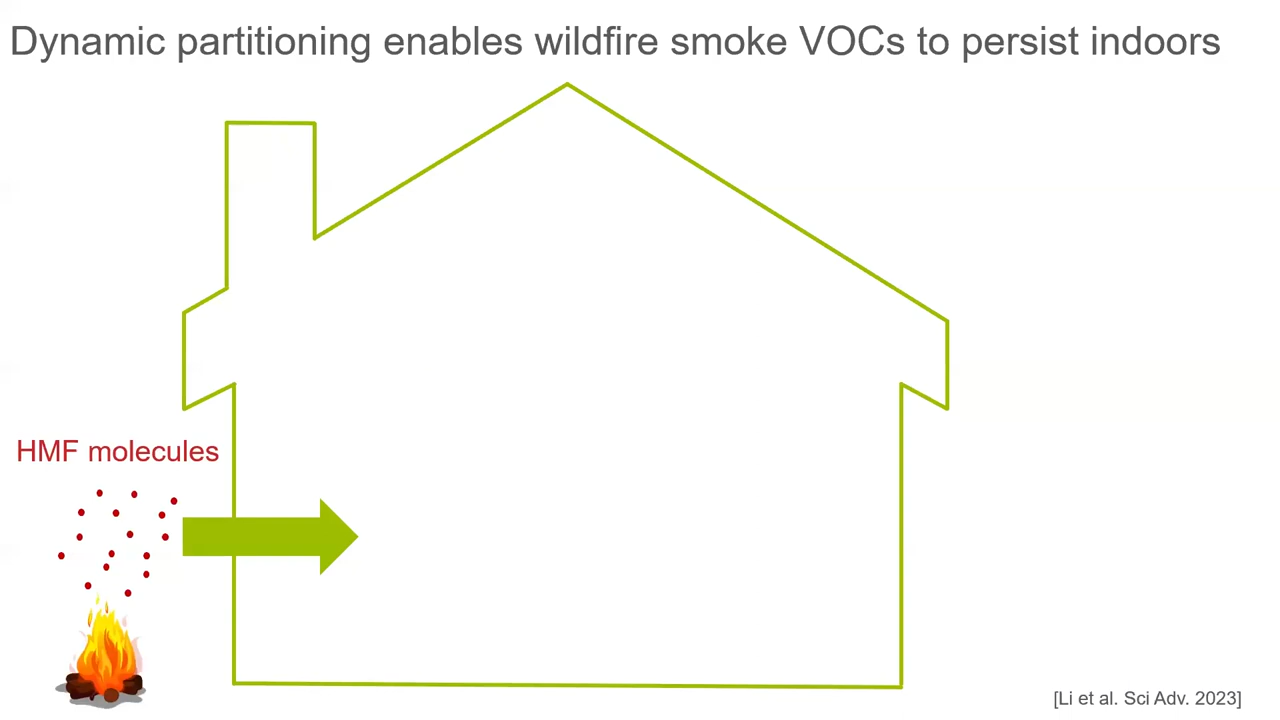 Dynamic partitioning enables wildfire smoke VOCs to persist indoors
HMF molecules
[Li et al. Sci Adv. 2023]